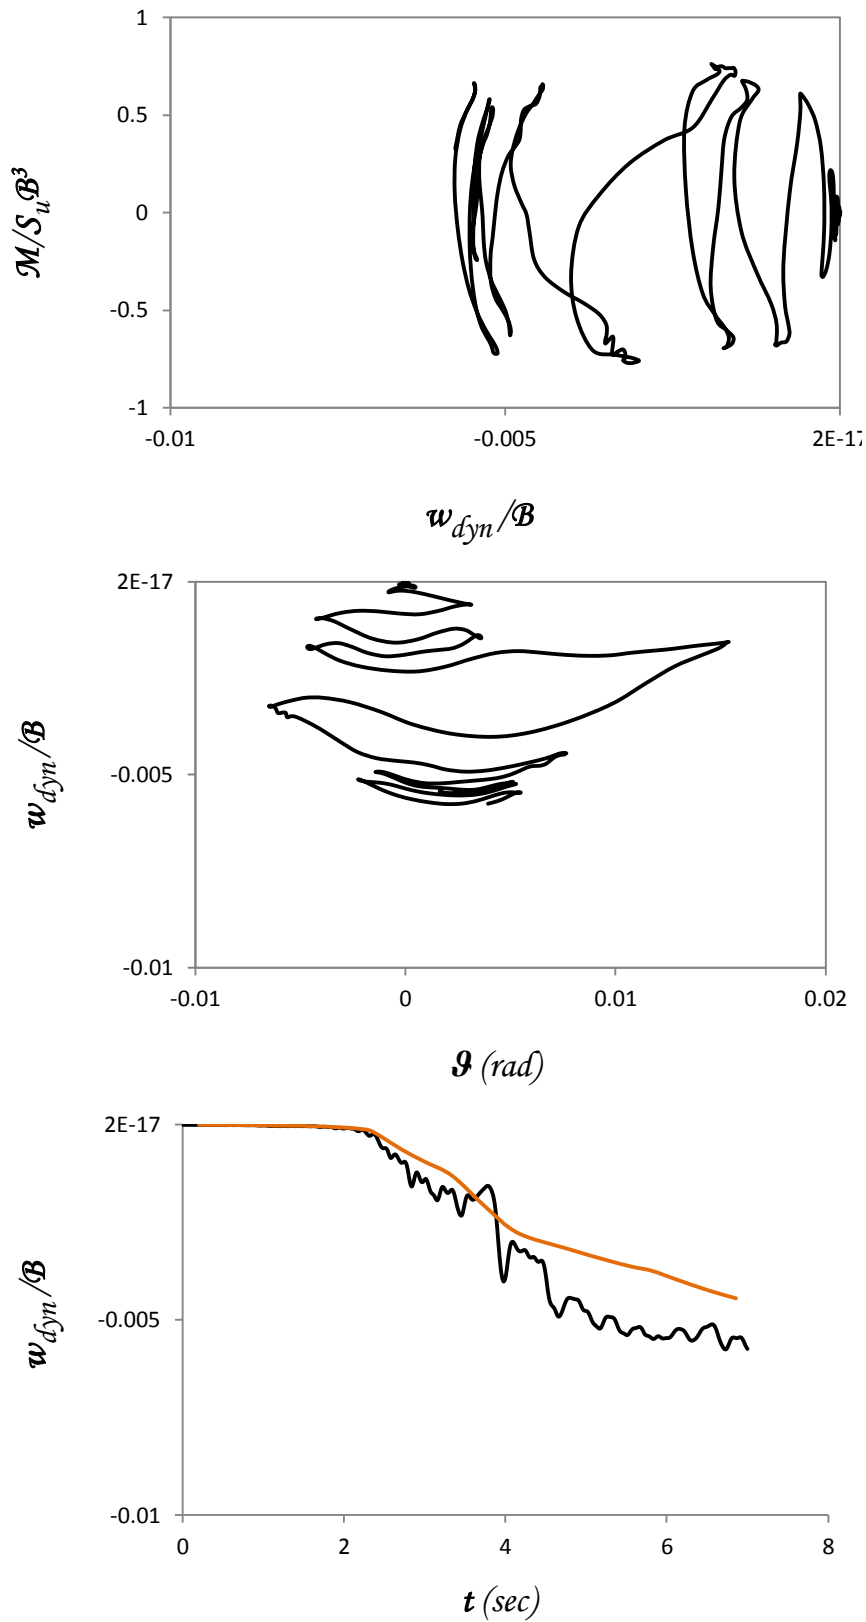 1
0.5
0
-0.5
-1
M/SᵤB³
-0.01 -0.005 2E-17
w_dyn/B
2E-17
-0.005
-0.01
w_dyn/B
-0.01 0 0.01 0.02
ϑ (rad)
2E-17
-0.005
-0.01
w_dyn/B
0 2 4 6 8
t (sec)